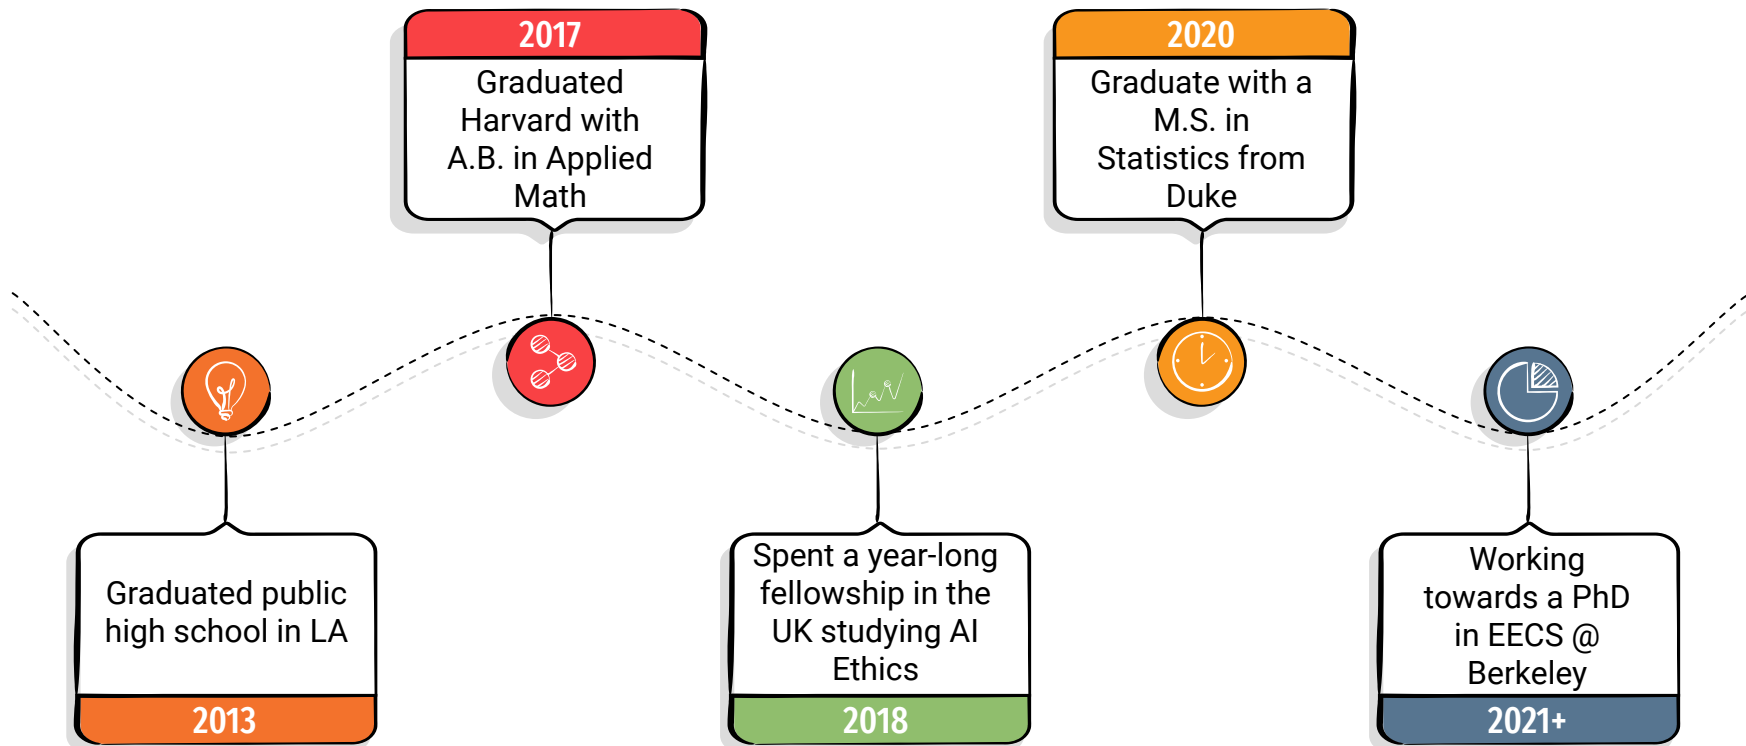 2017
Graduated
Harvard with
A.B. in Applied
Math
2020
Graduate with a
M.S. in
Statistics from
Duke
Graduated public
high school in LA
2013
Spent a year-long
fellowship in the
UK studying AI
Ethics
2018
Working
towards a PhD
in EECS @
Berkeley
2021+